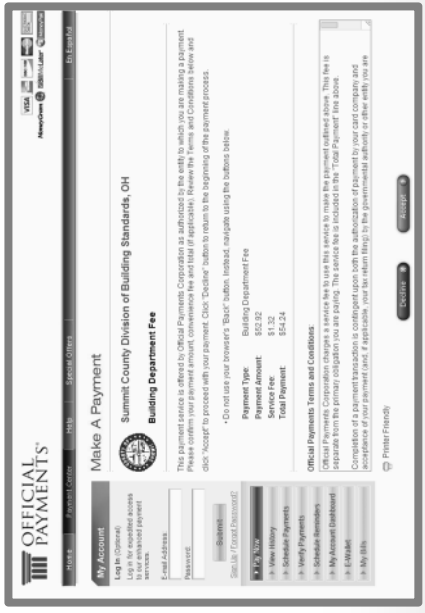 OFFICIAL
PAYMENTS
VISA
MoneyGram BillMeLater
Home
Payment Center
Help
Special Offers
En Español
My Account
Log In (Optional)
Log in for expedited access
to our enhanced payment
services.
E-mail Address:
Password:
Submit
Sign Up / Forgot Password?
Pay Now
View History
Schedule Payments
Verify Payments
Schedule Reminders
My Account Dashboard
E-Wallet
My Bills
Make A Payment
Summit County Division of Building Standards, OH
Building Department Fee
This payment service is offered by Official Payments Corporation as authorized by the entity to which you are making a payment.
Please confirm your payment amount, convenience fee and total (if applicable). Review the Terms and Conditions below and
click "Accept" to proceed with your payment. Click "Decline" button to return to the beginning of the payment process.
• Do not use your browser's "Back" button. Instead, navigate using the buttons below.
Payment Type: Building Department Fee
Payment Amount: $52.92
Service Fee: $1.32
Total Payment: $54.24
Official Payments Terms and Conditions:
Official Payments Corporation charges a service fee to use this service to make the payment outlined above. This fee is
separate from the primary obligation you are paying. The service fee is included in the "Total Payment" line above.
Completion of a payment transaction is contingent upon both the authorization of payment by your card company and
acceptance of your payment (and, if applicable, your tax return filing) by the governmental authority or other entity you are
Printer Friendly
Decline
Accept